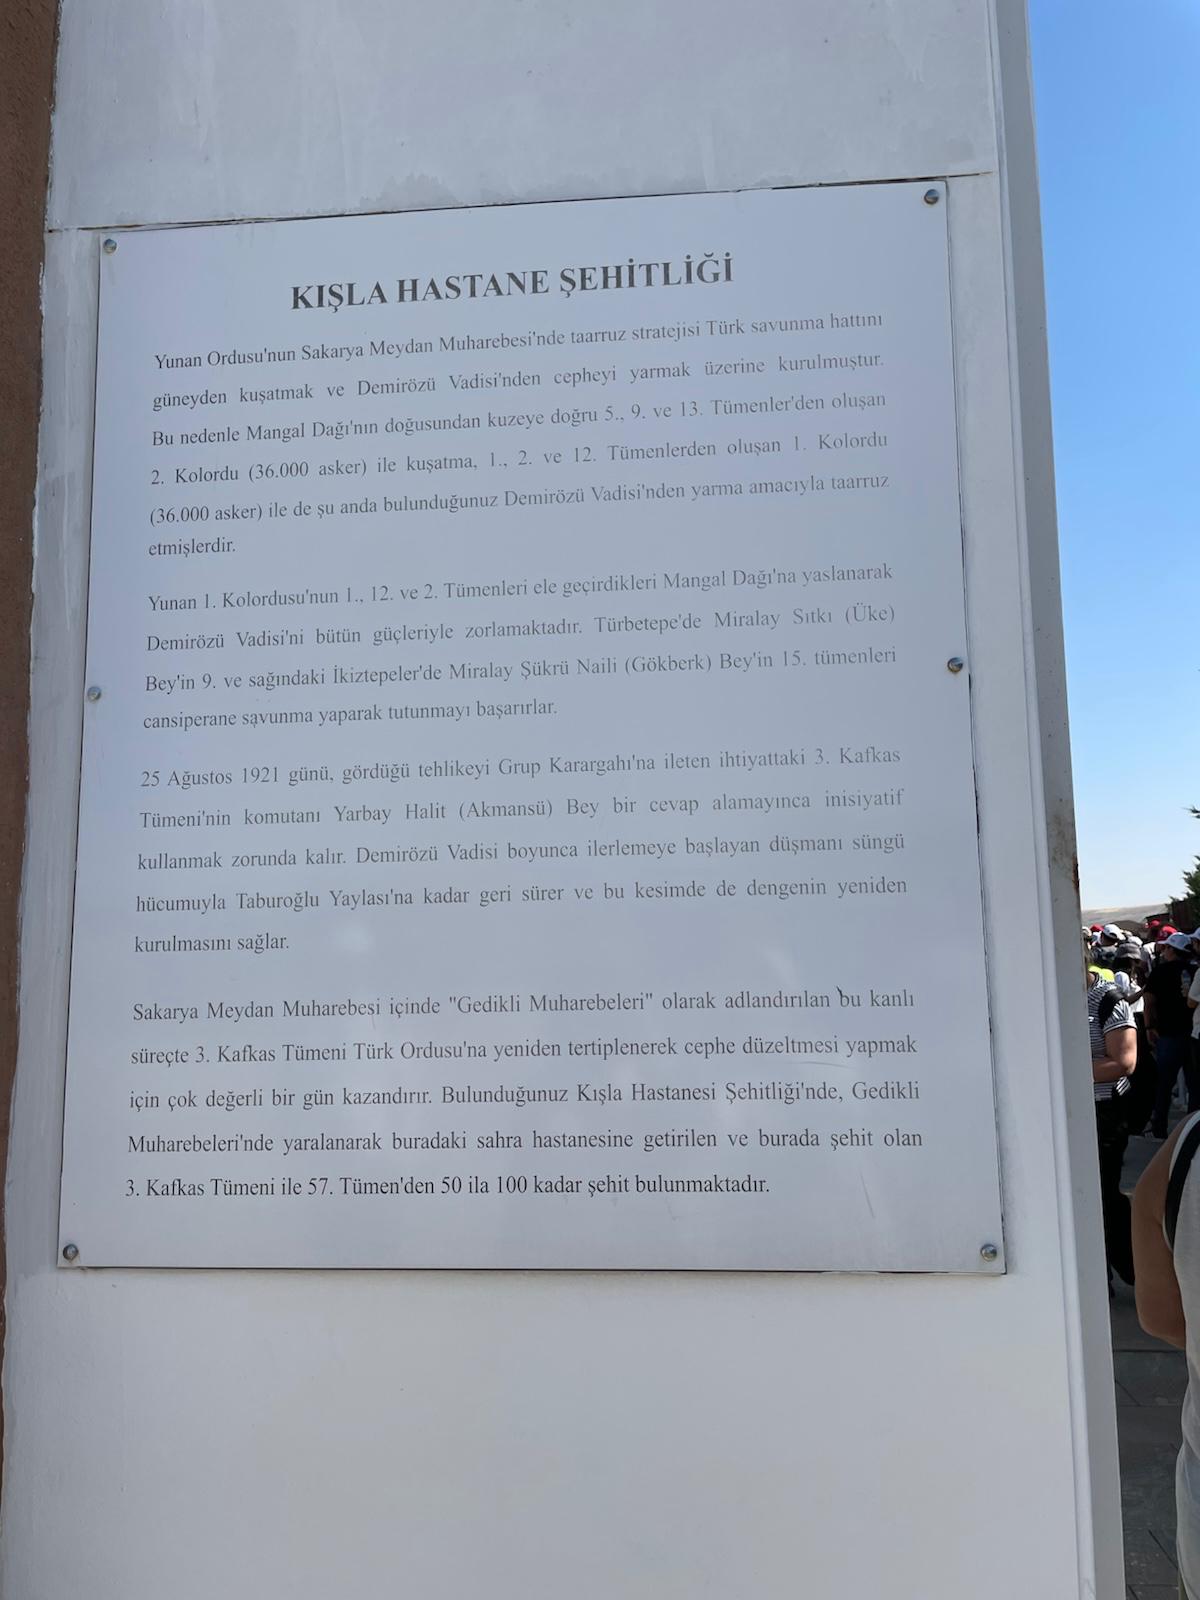 KIŞLA HASTANE ŞEHİTLİĞİ
Yunan Ordusu'nun Sakarya Meydan Muharebesi'nde taarruz stratejisi Türk savunma hattını
güneyden kuşatmak ve Demirözü Vadisi'nden cepheyi yarmak üzerine kurulmuştur.
Bu nedenle Mangal Dağı'nın doğusundan kuzeye doğru 5., 9. ve 13. Tümenler'den oluşan
2. Kolordu (36.000 asker) ile kuşatma, 1., 2. ve 12. Tümenlerden oluşan 1. Kolordu
(36.000 asker) ile de şu anda bulunduğunuz Demirözü Vadisi'nden yarma amacıyla taarruz
etmişlerdir.
Yunan 1. Kolordusu'nun 1., 12. ve 2. Tümenleri ele geçirdikleri Mangal Dağı'na yaslanarak
Demirözü Vadisi'ni bütün güçleriyle zorlamaktadır. Türbetepe'de Miralay Sıtkı (Üke)
Bey'in 9. ve sağındaki İkiztepeler'de Miralay Şükrü Naili (Gökberk) Bey'in 15. tümenleri
cansiperane savunma yaparak tutunmayı başarırlar.
25 Ağustos 1921 günü, gördüğü tehlikeyi Grup Karargahı'na ileten ihtiyattaki 3. Kafkas
Tümeni'nin komutanı Yarbay Halit (Akmansü) Bey bir cevap alamayınca inisiyatif
kullanmak zorunda kalır. Demirözü Vadisi boyunca ilerlemeye başlayan düşmanı süngü
hücumuyla Taburoğlu Yaylası'na kadar geri sürer ve bu kesimde de dengenin yeniden
kurulmasını sağlar.
Sakarya Meydan Muharebesi içinde "Gedikli Muharebeleri" olarak adlandırılan bu kanlı
süreçte 3. Kafkas Tümeni Türk Ordusu'na yeniden tertiplenerek cephe düzeltmesi yapmak
için çok değerli bir gün kazandırır. Bulunduğunuz Kışla Hastanesi Şehitliği'nde, Gedikli
Muharebeleri'nde yaralanarak buradaki sahra hastanesine getirilen ve burada şehit olan
3. Kafkas Tümeni ile 57. Tümen'den 50 ila 100 kadar şehit bulunmaktadır.